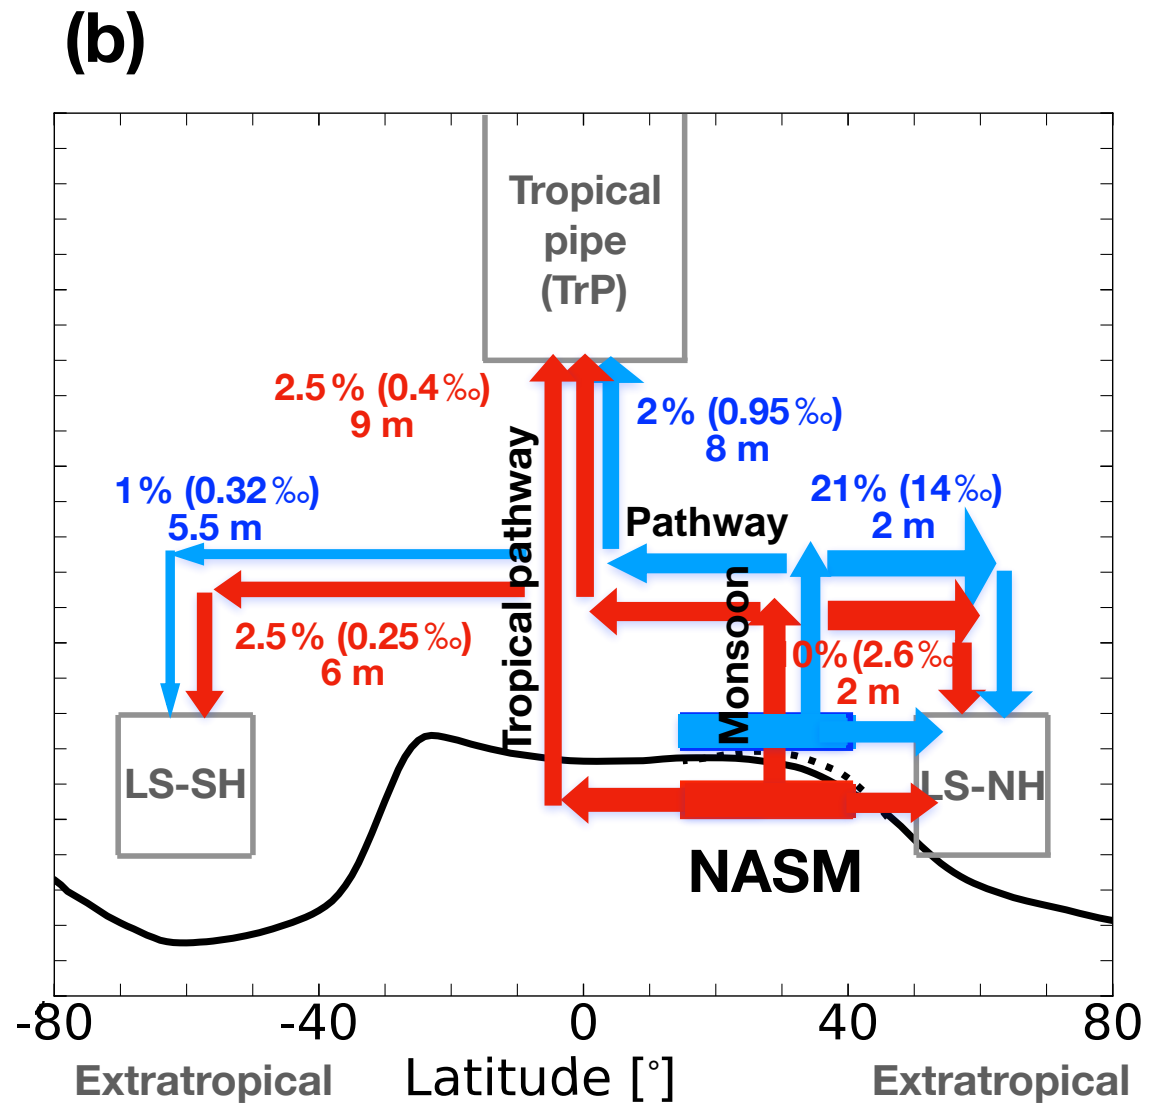 (b)
Tropical
pipe
(TrP)
2.5% (0.4‰)
9 m
2% (0.95‰)
8 m
1% (0.32‰)
5.5 m
21% (14‰)
2 m
Pathway
Tropical pathway
Monsoon
2.5% (0.25‰)
6 m
0%(2.6‰
2 m
LS-SH
LS-NH
NASM
-80
-40
0
40
80
Extratropical
Latitude [°]
Extratropical